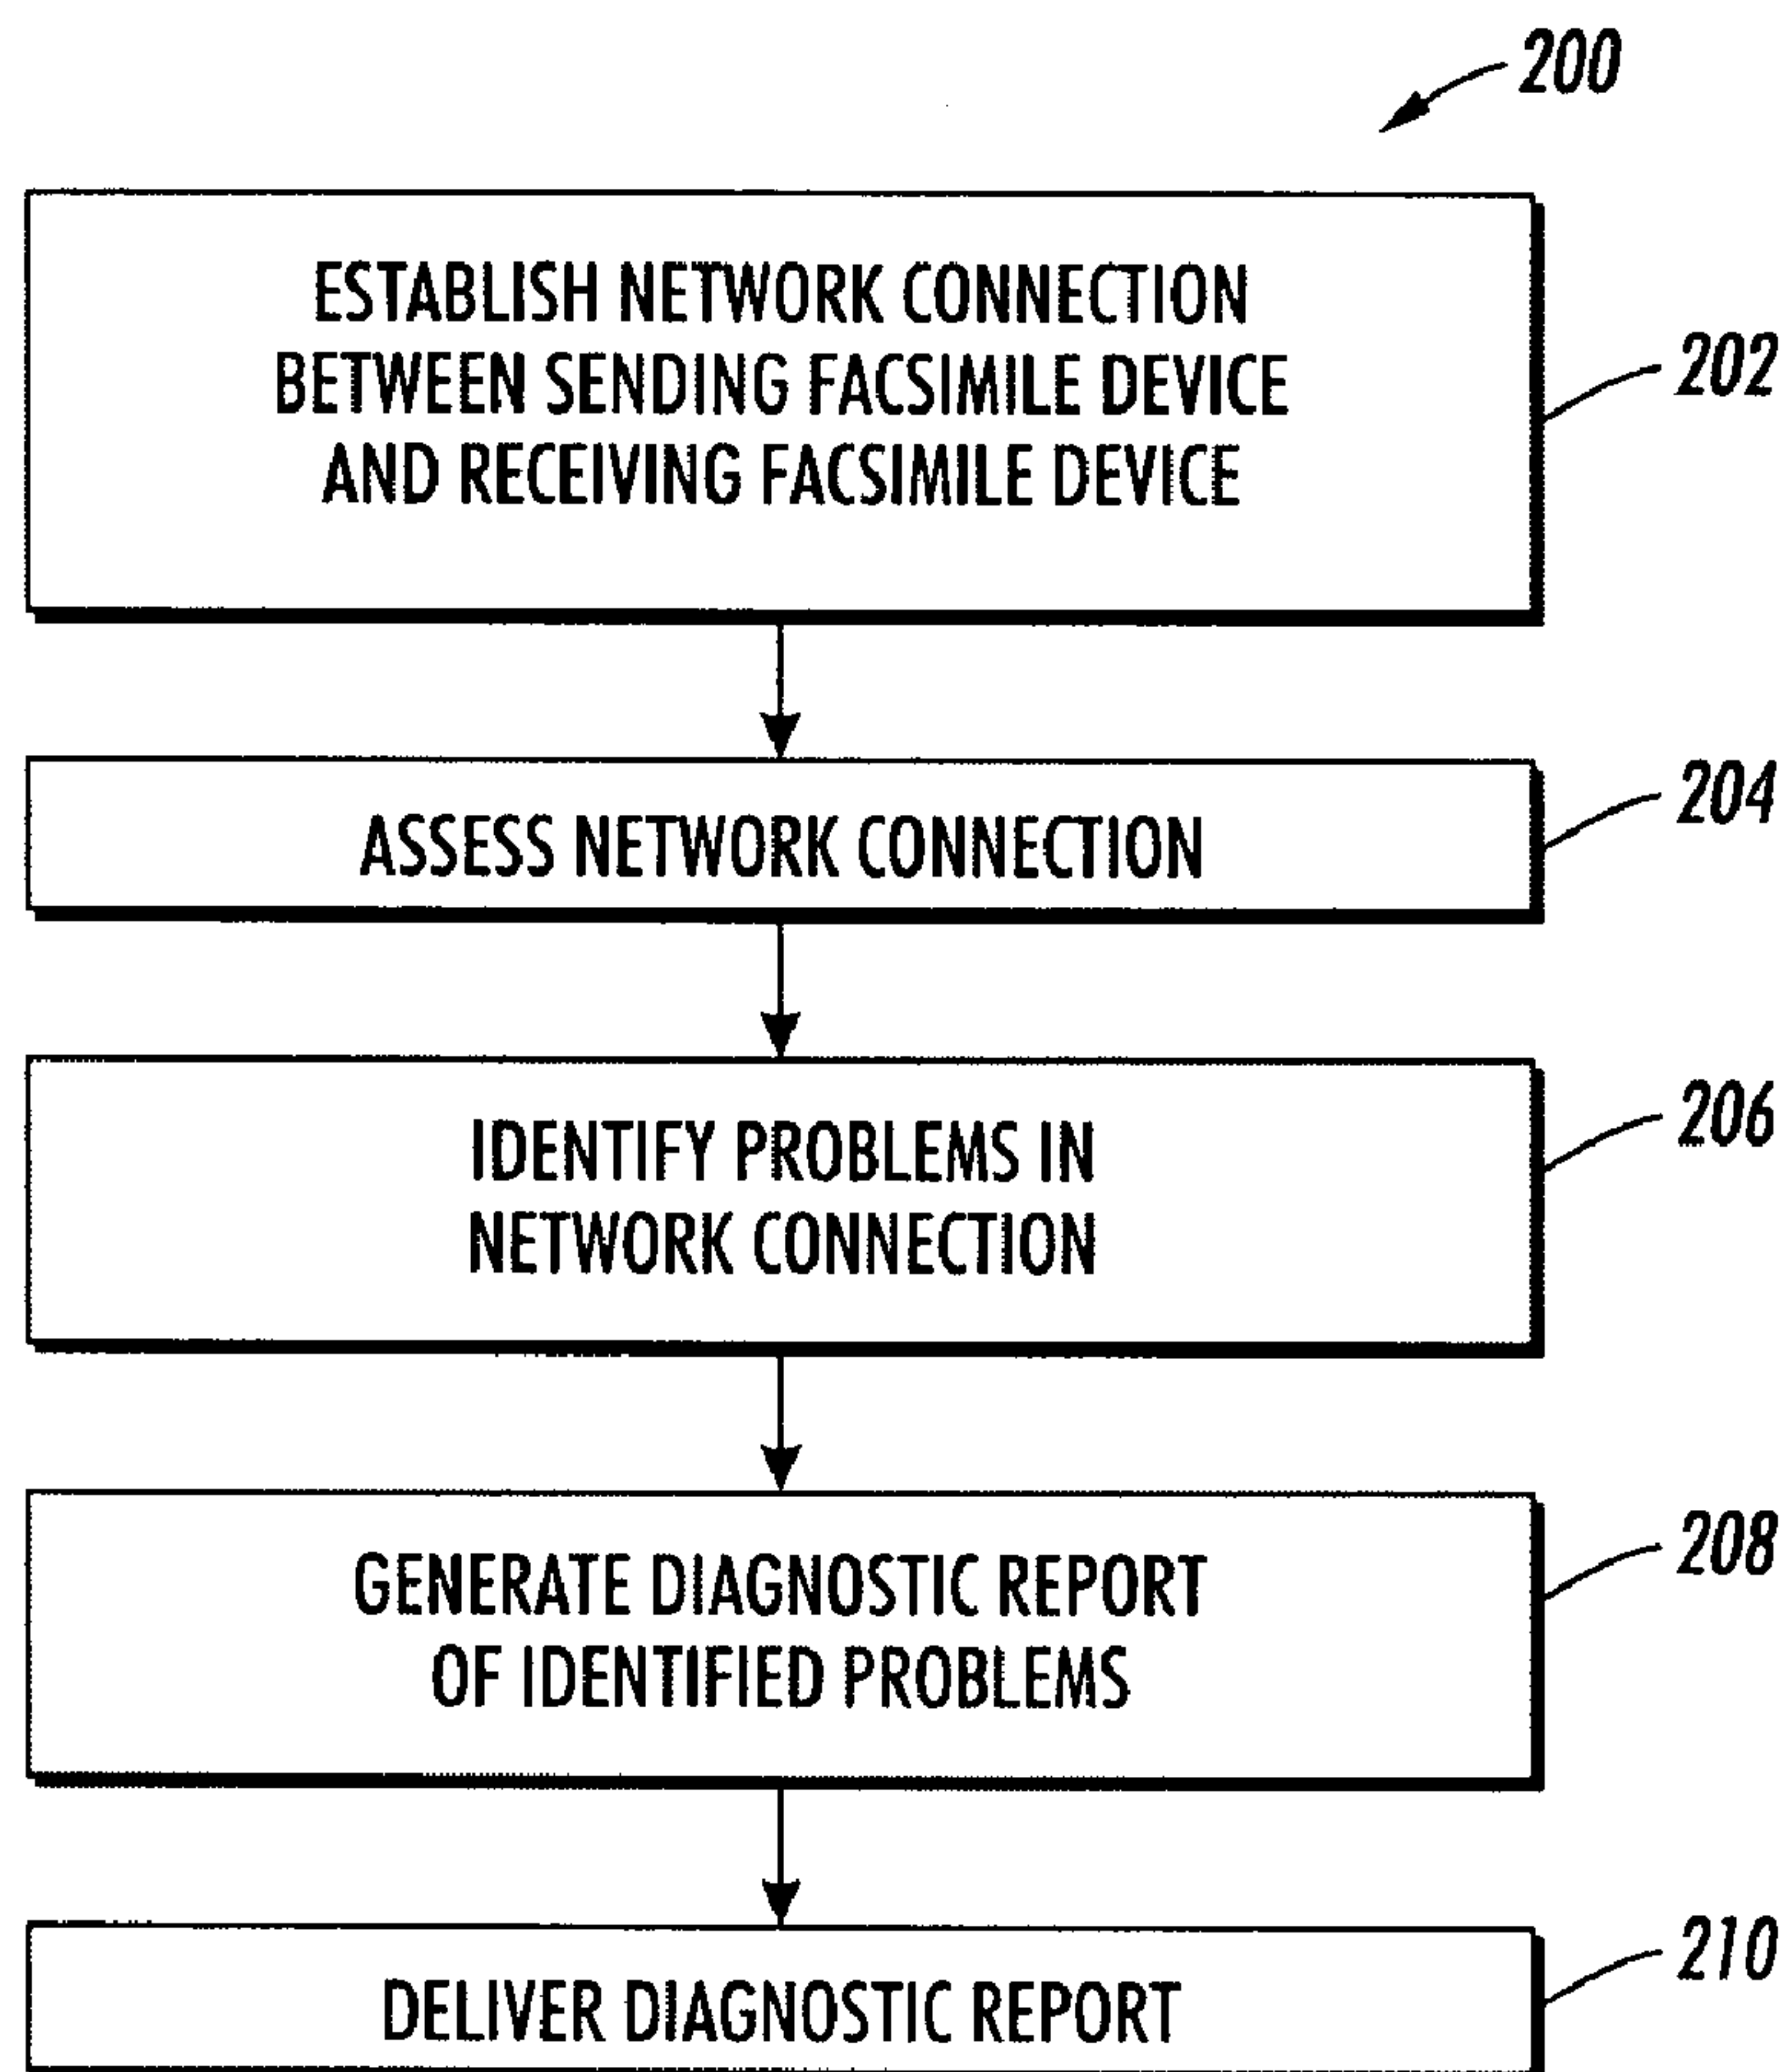 200
ESTABLISH NETWORK CONNECTION
BETWEEN SENDING FACSIMILE DEVICE
AND RECEIVING FACSIMILE DEVICE
202
ASSESS NETWORK CONNECTION
204
IDENTIFY PROBLEMS IN
NETWORK CONNECTION
206
GENERATE DIAGNOSTIC REPORT
OF IDENTIFIED PROBLEMS
208
DELIVER DIAGNOSTIC REPORT
210